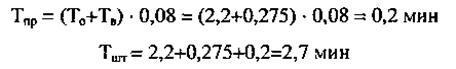 Тпр = (То+Тв) · 0,08 = (2,2+0,275) · 0,08 = 0,2 мин
Тшт = 2,2+0,275+0,2=2,7 мин